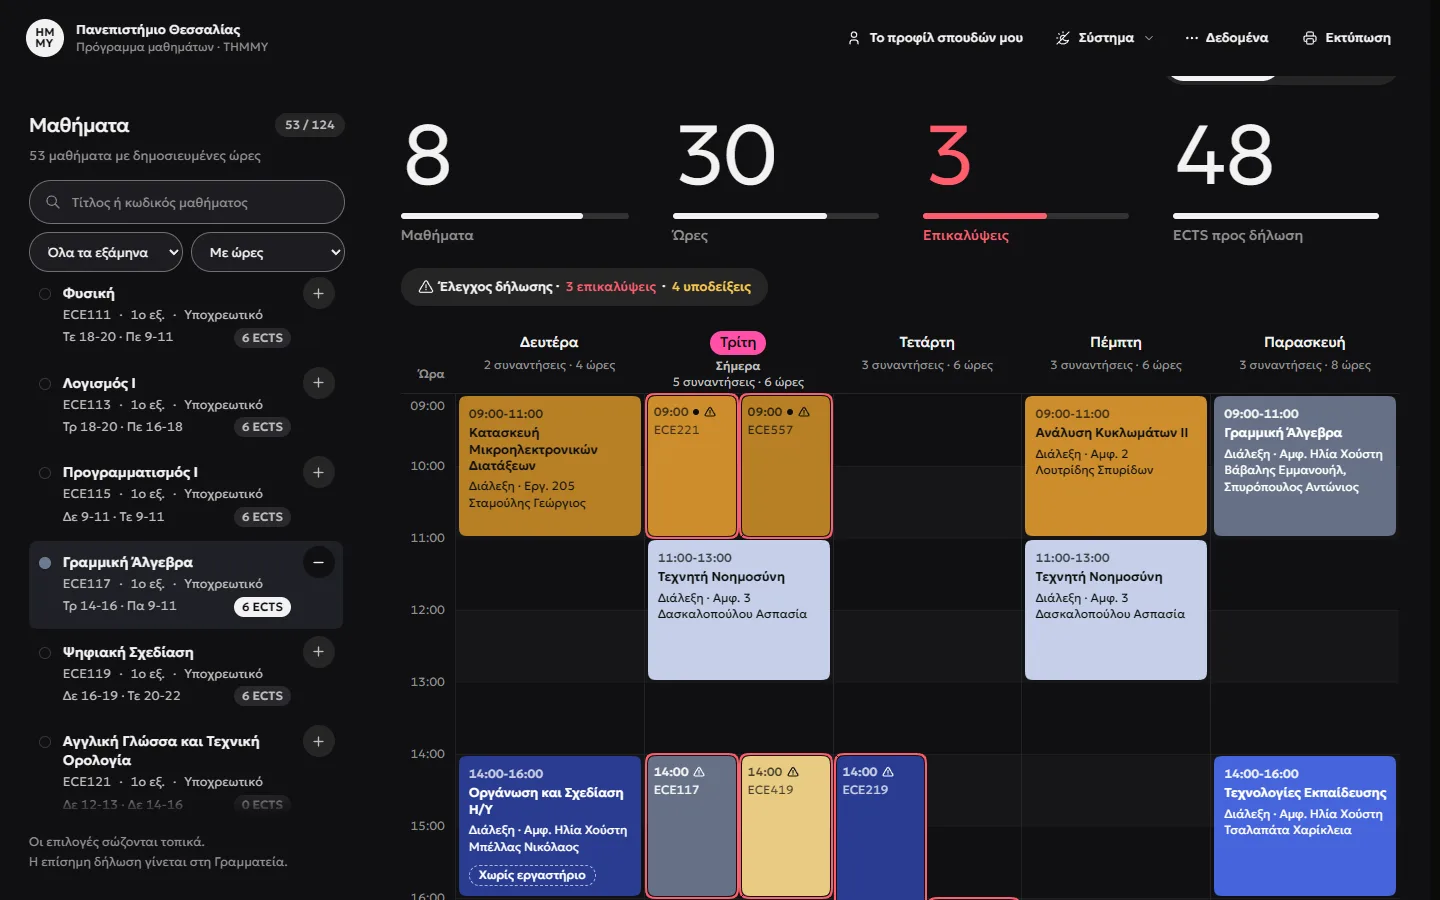 HM
MY
Πανεπιστήμιο Θεσσαλίας
Πρόγραμμα μαθημάτων · ΤΗΜΜΥ
Το προφίλ σπουδών μου
Σύστημα
Δεδομένα
Εκτύπωση
Μαθήματα
53 / 124
53 μαθήματα με δημοσιευμένες ώρες
Τίτλος ή κωδικός μαθήματος
Όλα τα εξάμηνα
Με ώρες
Φυσική
ECE111 · 1ο εξ. · Υποχρεωτικό
Τε 18-20 · Πε 9-11
6 ECTS
Λογισμός Ι
ECE113 · 1ο εξ. · Υποχρεωτικό
Τρ 18-20 · Πε 16-18
6 ECTS
Προγραμματισμός Ι
ECE115 · 1ο εξ. · Υποχρεωτικό
Δε 9-11 · Τε 9-11
6 ECTS
Γραμμική Άλγεβρα
ECE117 · 1ο εξ. · Υποχρεωτικό
Τρ 14-16 · Πα 9-11
6 ECTS
Ψηφιακή Σχεδίαση
ECE119 · 1ο εξ. · Υποχρεωτικό
Δε 16-19 · Τε 20-22
6 ECTS
Αγγλική Γλώσσα και Τεχνική
Ορολογία
ECE121 · 1ο εξ. · Υποχρεωτικό
Δε 12-13 · Δε 14-16
0 ECTS
Οι επιλογές σώζονται τοπικά.
Η επίσημη δήλωση γίνεται στη Γραμματεία.
8
Μαθήματα
30
Ώρες
3
Επικαλύψεις
48
ECTS προς δήλωση
Έλεγχος δήλωσης · 3 επικαλύψεις · 4 υποδείξεις
Ώρα
Δευτέρα
2 συναντήσεις · 4 ώρες
Τρίτη
Σήμερα
5 συναντήσεις · 6 ώρες
Τετάρτη
3 συναντήσεις · 6 ώρες
Πέμπτη
3 συναντήσεις · 6 ώρες
Παρασκευή
3 συναντήσεις · 8 ώρες
09:00
10:00
11:00
12:00
13:00
14:00
15:00
16:00
09:00-11:00
Κατασκευή
Μικροηλεκτρονικών
Διατάξεων
Διάλεξη · Εργ. 205
Σταμούλης Γεώργιος
09:00
ECE221
09:00
ECE557
09:00-11:00
Ανάλυση Κυκλωμάτων ΙΙ
Διάλεξη · Αμφ. 2
Λουτρίδης Σπυρίδων
09:00-11:00
Γραμμική Άλγεβρα
Διάλεξη · Αμφ. Ηλία Χούστη
Βάβαλης Εμμανουήλ,
Σπυρόπουλος Αντώνιος
11:00-13:00
Τεχνητή Νοημοσύνη
Διάλεξη · Αμφ. 3
Δασκαλοπούλου Ασπασία
11:00-13:00
Τεχνητή Νοημοσύνη
Διάλεξη · Αμφ. 3
Δασκαλοπούλου Ασπασία
14:00-16:00
Οργάνωση και Σχεδίαση
Η/Υ
Διάλεξη · Αμφ. Ηλία Χούστη
Μπέλλας Νικόλαος
Χωρίς εργαστήριο
14:00
ECE117
14:00
ECE419
14:00
ECE219
14:00-16:00
Τεχνολογίες Εκπαίδευσης
Διάλεξη · Αμφ. Ηλία Χούστη
Τσαλαπάτα Χαρίκλεια